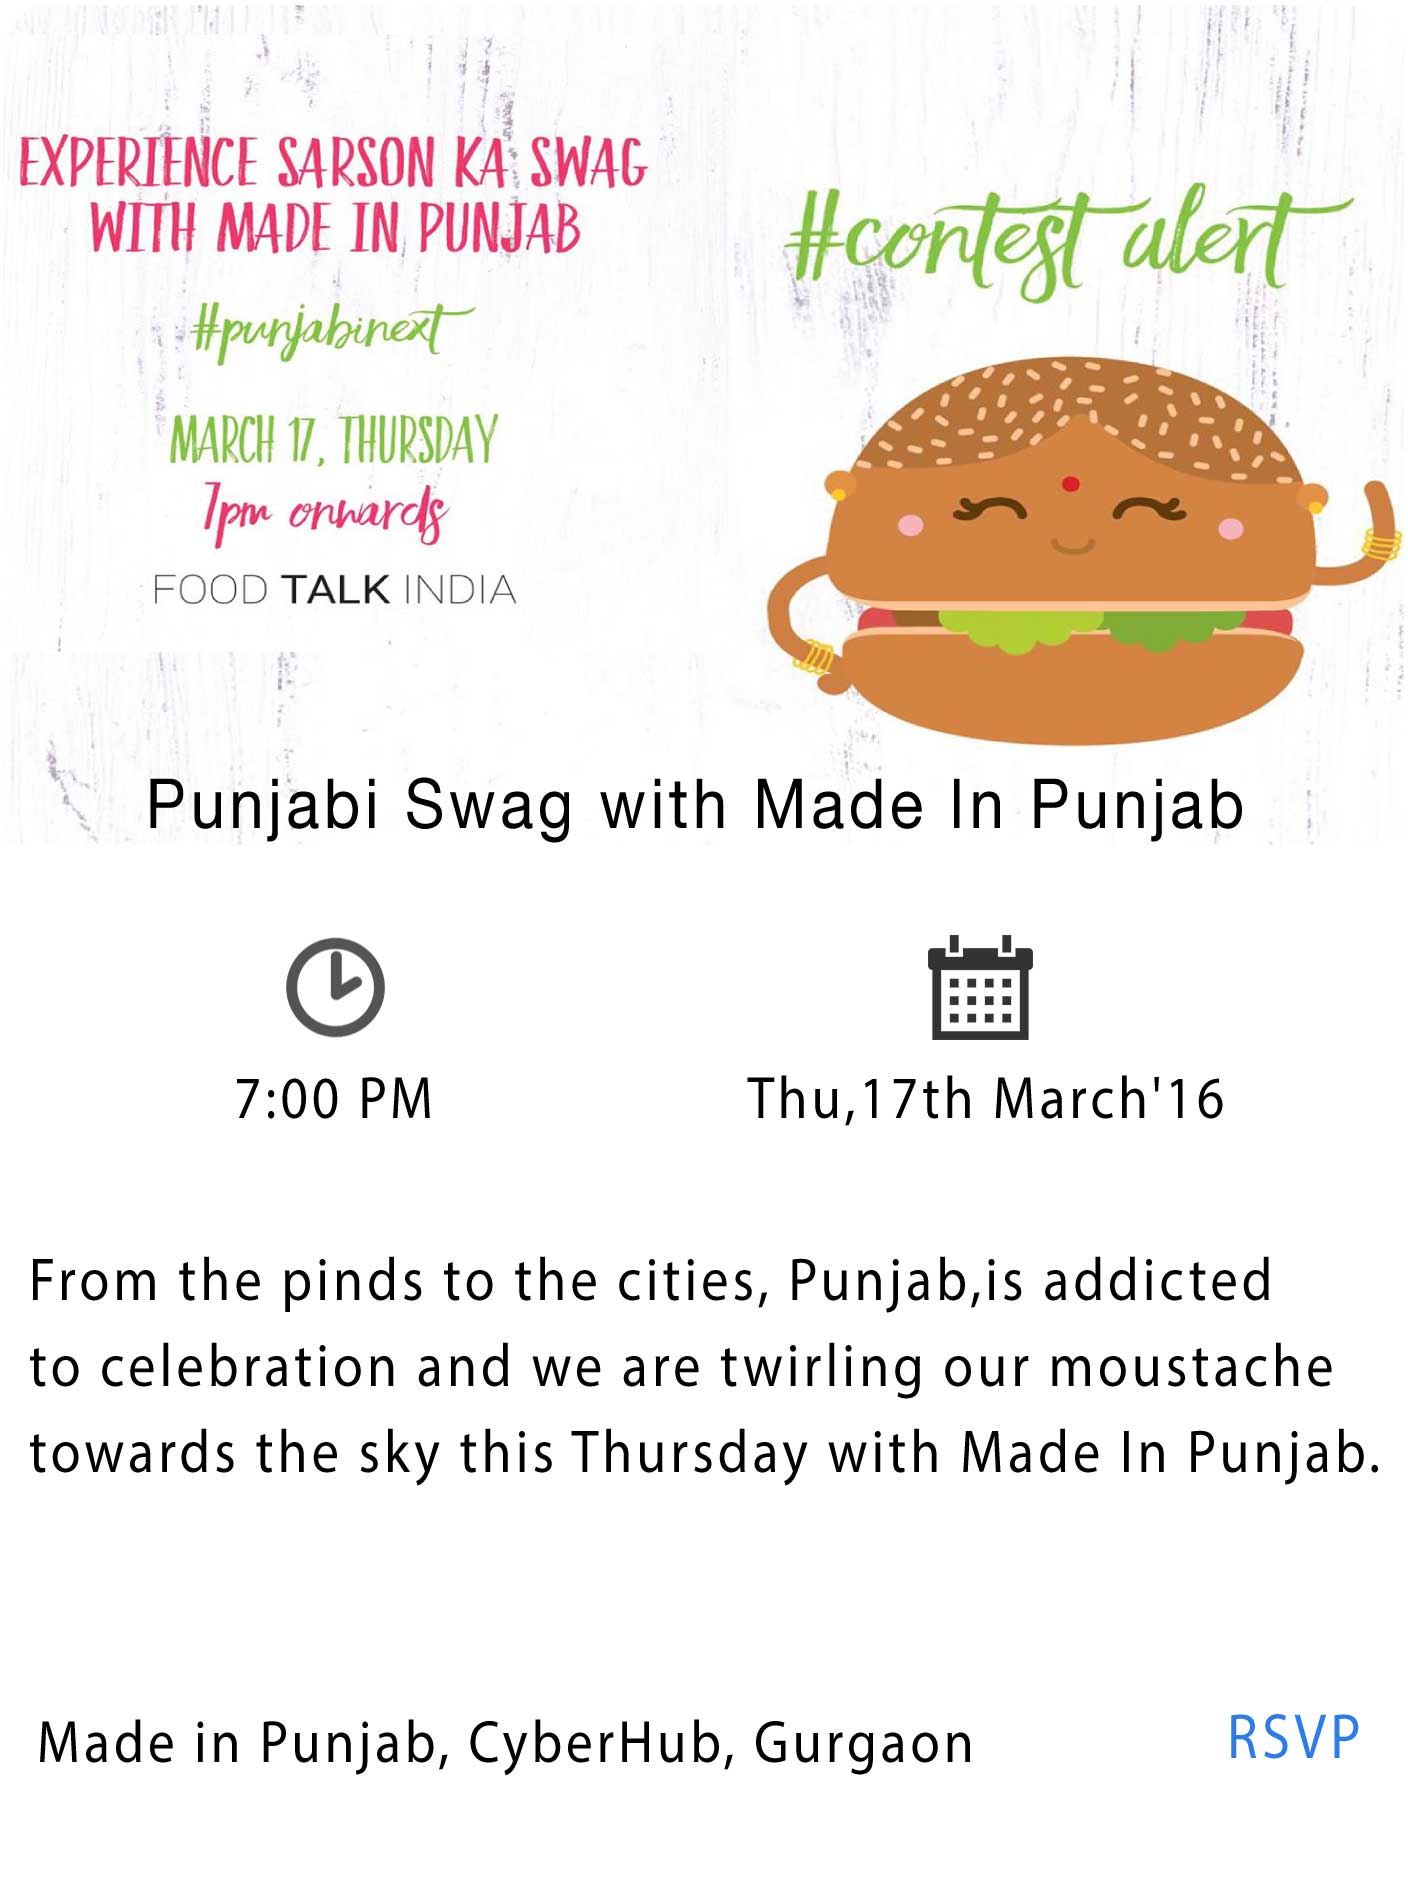 EXPERIENCE SARSON KA SWAG
WITH MADE IN PUNJAB
#punjabinext
MARCH 17, THURSDAY
7pm onwards
FOOD TALK INDIA
#contest alert
Punjabi Swag with Made In Punjab
7:00 PM
Thu,17th March'16
From the pinds to the cities, Punjab,is addicted
to celebration and we are twirling our moustache
towards the sky this Thursday with Made In Punjab.
Made in Punjab, CyberHub, Gurgaon
RSVP